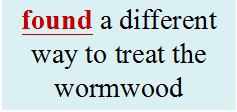 found a different
way to treat the
wormwood